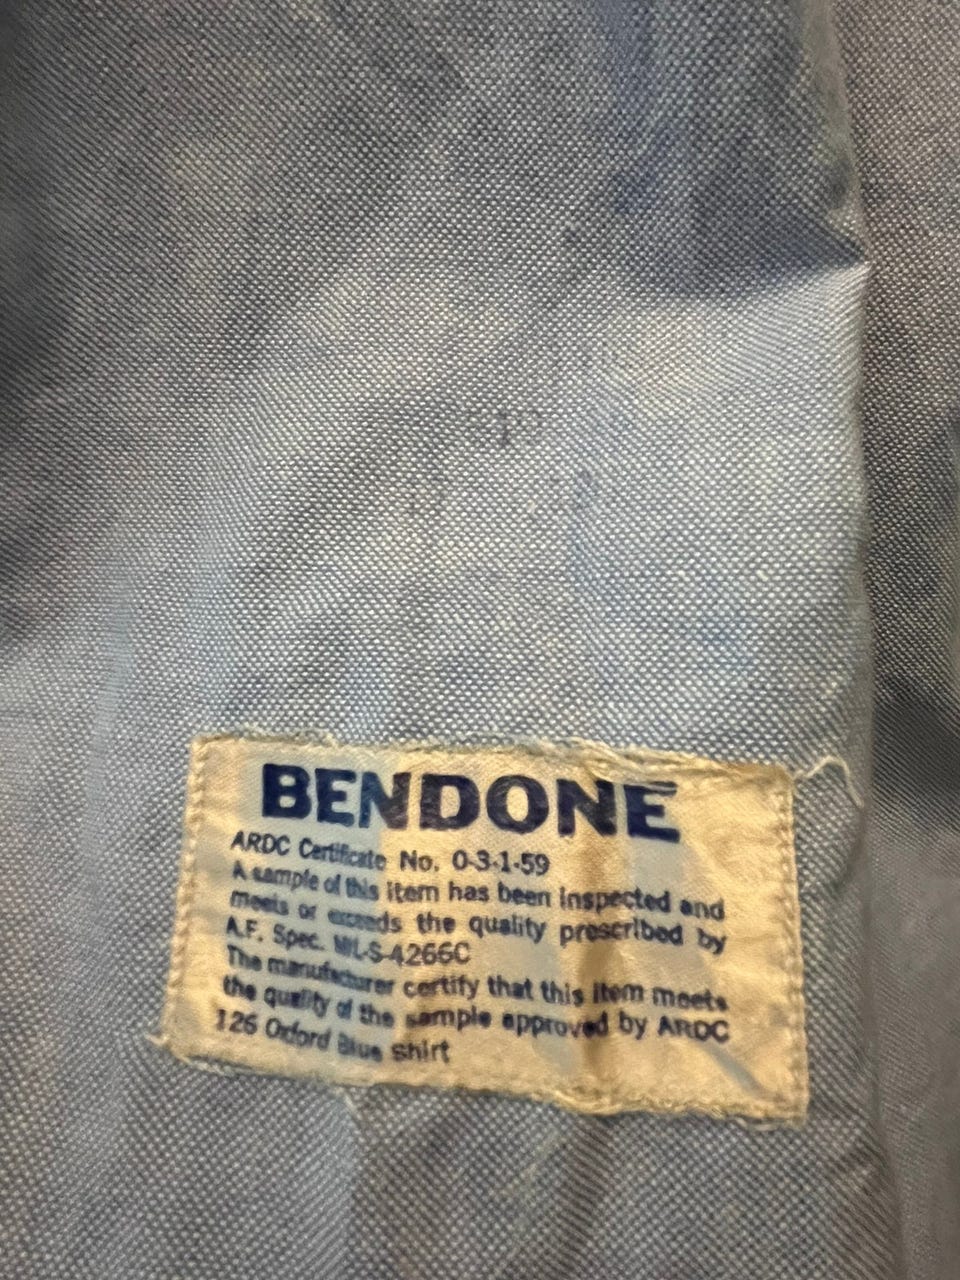 BENDONE
ARDC Certificate No. 0-3-1-59
A sample of this item has been inspected and
meets or exceeds the quality prescribed by
A.F. Spec. MIL-S-4266C
The manufacturer certify that this item meets
the quality of the sample approved by ARDC
126 Oxford Blue shirt